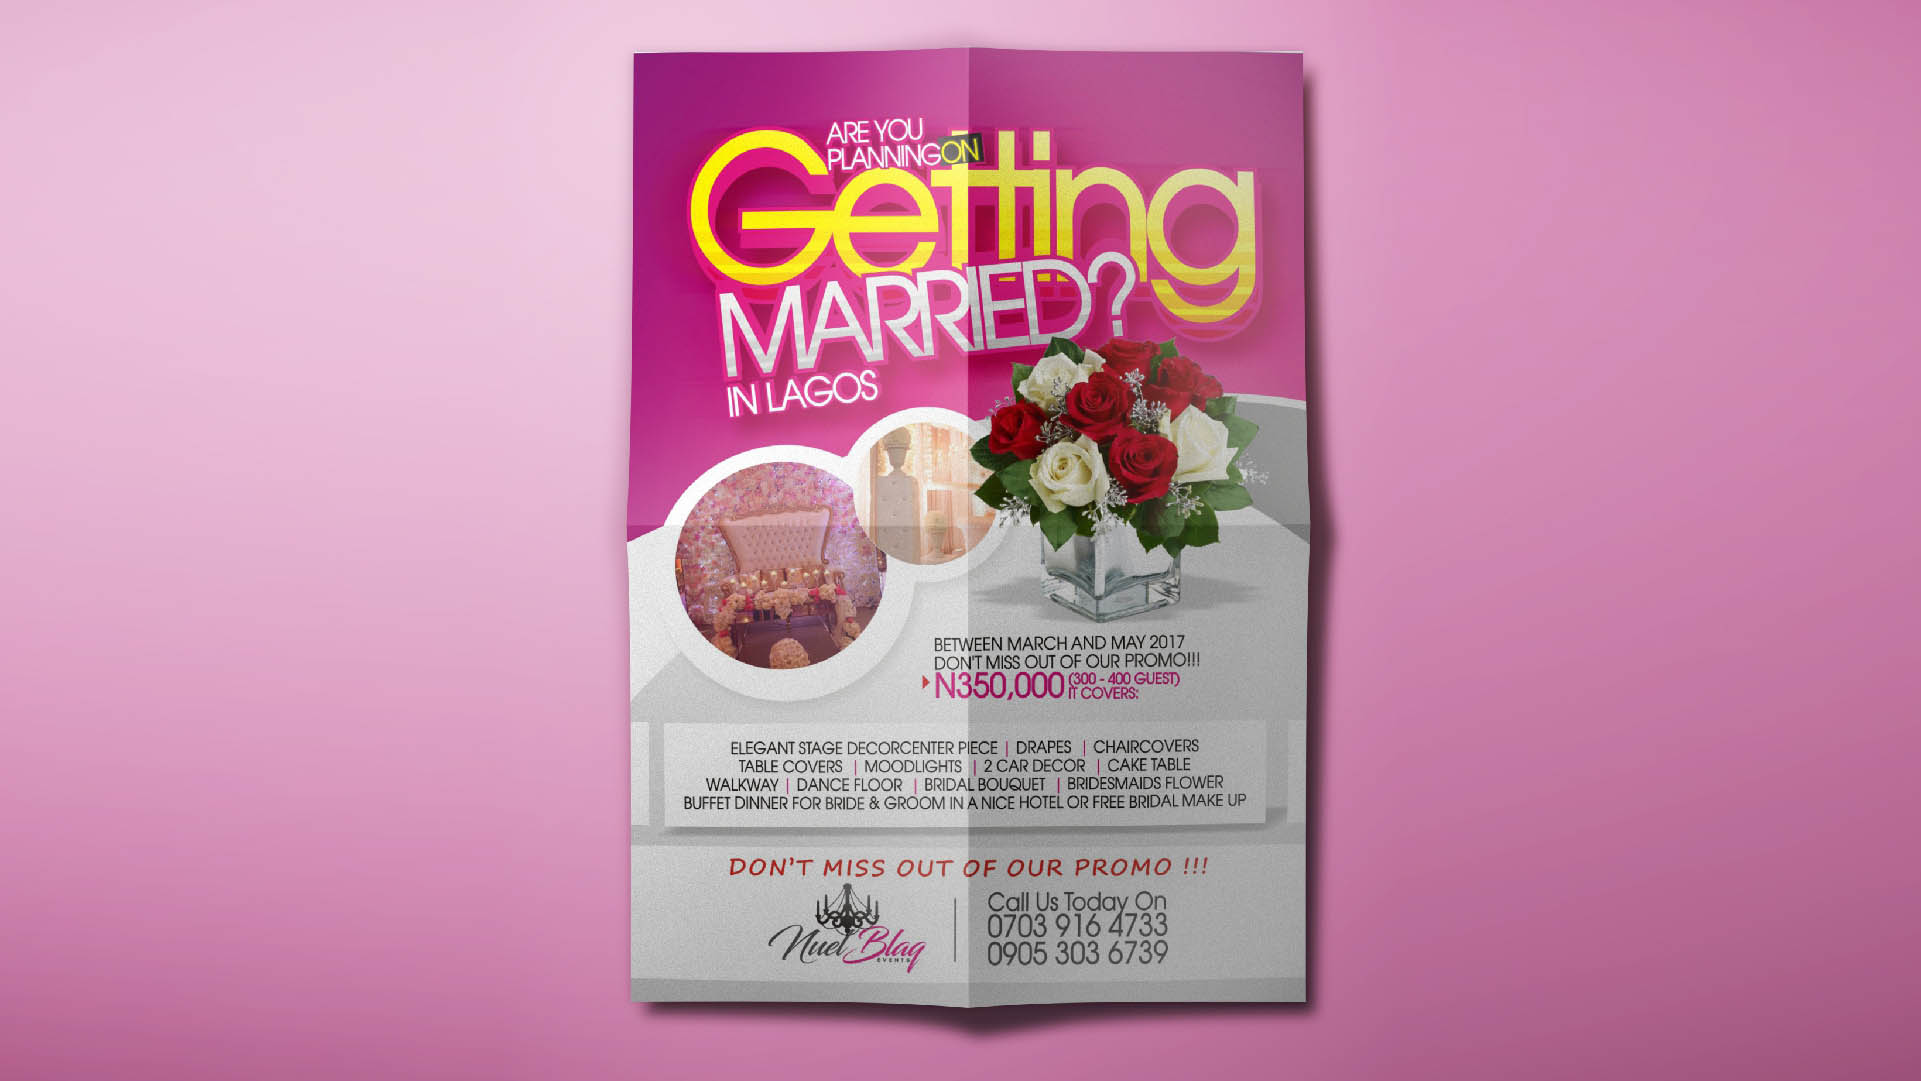 ARE YOU
PLANNING ON
Getting
MARRIED?
IN LAGOS
BETWEEN MARCH AND MAY 2017
DON'T MISS OUT OF OUR PROMO!!!
N350,000 (300 - 400 GUEST)
IT COVERS:
ELEGANT STAGE DECORCENTER PIECE | DRAPES | CHAIRCOVERS
TABLE COVERS | MOODLIGHTS | 2 CAR DECOR | CAKE TABLE
WALKWAY | DANCE FLOOR | BRIDAL BOUQUET | BRIDESMAIDS FLOWER
BUFFET DINNER FOR BRIDE & GROOM IN A NICE HOTEL OR FREE BRIDAL MAKE UP
DON'T MISS OUT OF OUR PROMO !!!
Nuel Blaq
EVENTS
Call Us Today On
0703 916 4733
0905 303 6739